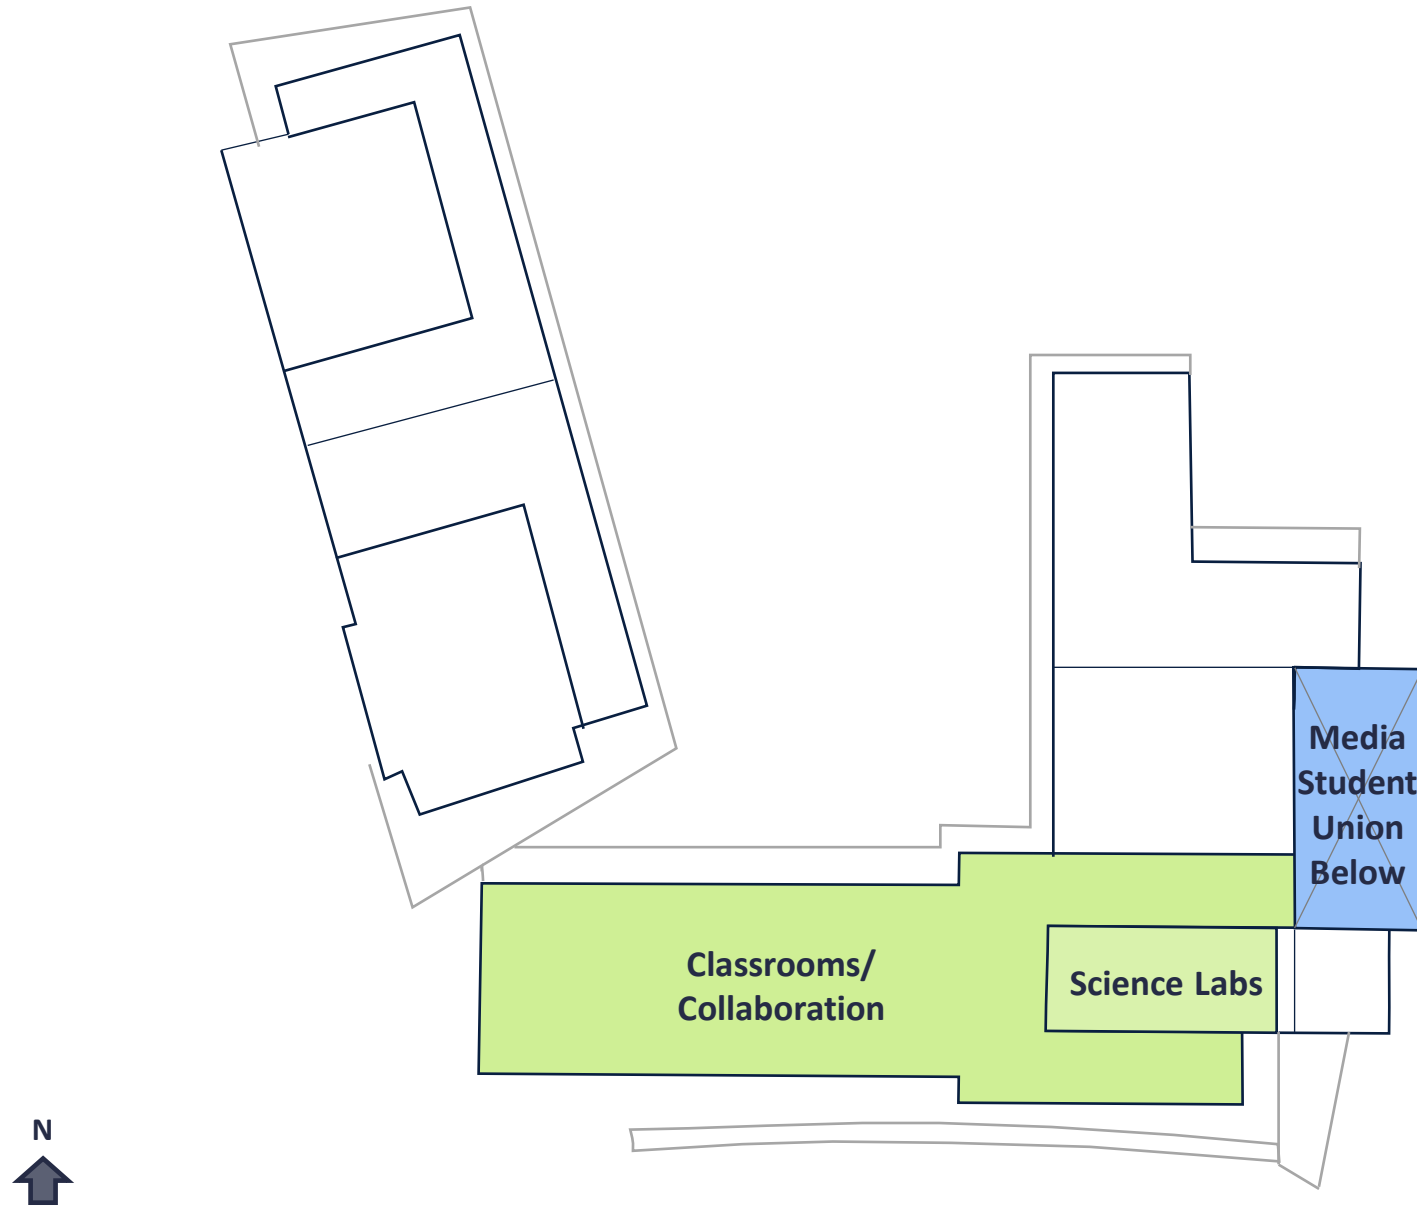 Media
Student
Union
Below
Classrooms/
Collaboration
Science Labs
N